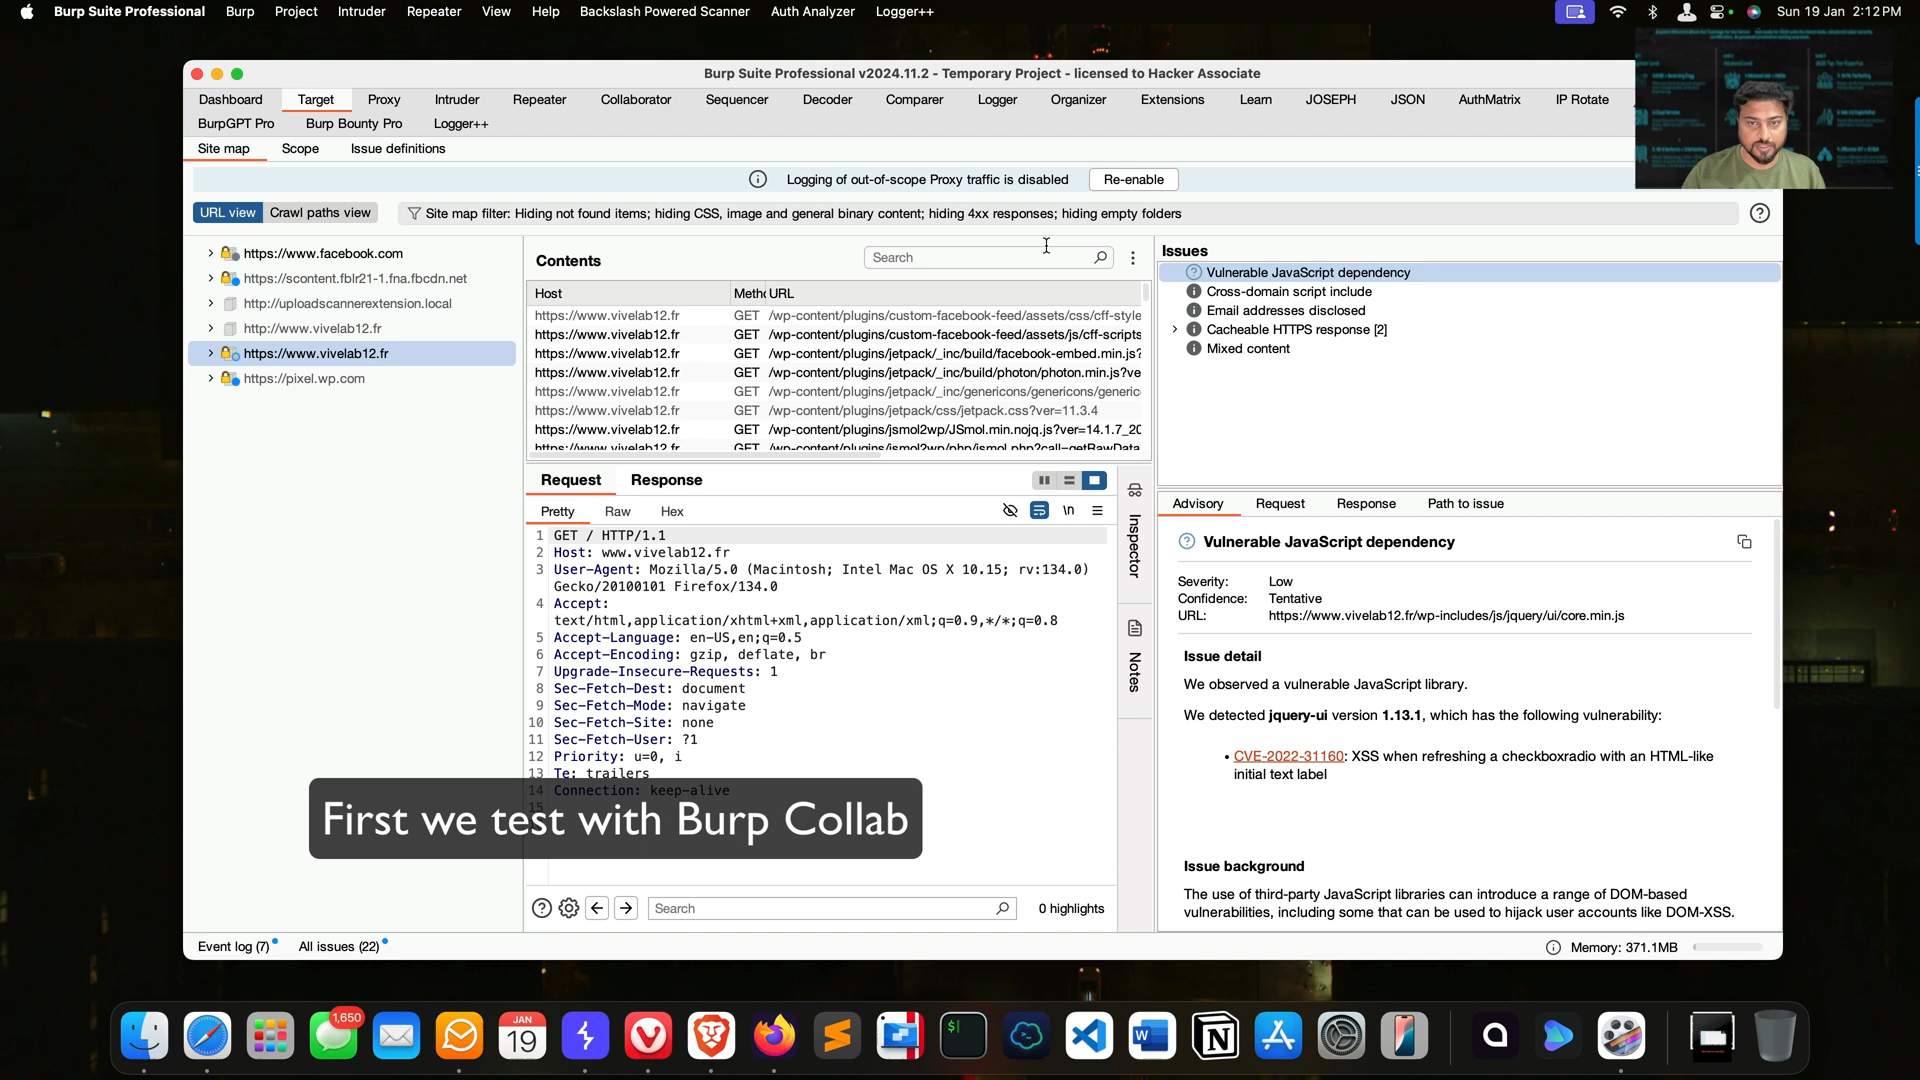 Burp Suite Professional Burp Project Intruder Repeater View Help Backslash Powered Scanner Auth Analyzer Logger++
Sun 19 Jan 2:12 PM
Burp Suite Professional v2024.11.2 - Temporary Project - licensed to Hacker Associate
Dashboard Target Proxy Intruder Repeater Collaborator Sequencer Decoder Comparer Logger Organizer Extensions Learn JOSEPH JSON AuthMatrix IP Rotate
BurpGPT Pro Burp Bounty Pro Logger++
Site map Scope Issue definitions
Logging of out-of-scope Proxy traffic is disabled Re-enable
URL view Crawl paths view Site map filter: Hiding not found items; hiding CSS, image and general binary content; hiding 4xx responses; hiding empty folders
https://www.facebook.com
https://scontent.fblr21-1.fna.fbcdn.net
http://uploadscannerextension.local
http://www.vivelab12.fr
https://www.vivelab12.fr
https://pixel.wp.com
Contents Search
Host Metho URL
https://www.vivelab12.fr GET /wp-content/plugins/custom-facebook-feed/assets/css/cff-style
https://www.vivelab12.fr GET /wp-content/plugins/custom-facebook-feed/assets/js/cff-scripts
https://www.vivelab12.fr GET /wp-content/plugins/jetpack/_inc/build/facebook-embed.min.js?
https://www.vivelab12.fr GET /wp-content/plugins/jetpack/_inc/build/photon/photon.min.js?ve
https://www.vivelab12.fr GET /wp-content/plugins/jetpack/_inc/genericons/genericons/generic
https://www.vivelab12.fr GET /wp-content/plugins/jetpack/css/jetpack.css?ver=11.3.4
https://www.vivelab12.fr GET /wp-content/plugins/jsmol2wp/JSmol.min.nojq.js?ver=14.1.7_20
https://www.vivelab12.fr GET /wp-content/plugins/jsmol2wp/php/jsmol.php?call=getRawData
Request Response
Pretty Raw Hex \n
1 GET / HTTP/1.1
2 Host: www.vivelab12.fr
3 User-Agent: Mozilla/5.0 (Macintosh; Intel Mac OS X 10.15; rv:134.0)
Gecko/20100101 Firefox/134.0
4 Accept:
text/html,application/xhtml+xml,application/xml;q=0.9,*/*;q=0.8
5 Accept-Language: en-US,en;q=0.5
6 Accept-Encoding: gzip, deflate, br
7 Upgrade-Insecure-Requests: 1
8 Sec-Fetch-Dest: document
9 Sec-Fetch-Mode: navigate
10 Sec-Fetch-Site: none
11 Sec-Fetch-User: ?1
12 Priority: u=0, i
13 Te: trailers
14 Connection: keep-alive
15
First we test with Burp Collab
Search 0 highlights
Inspector
Notes
Issues
Vulnerable JavaScript dependency
Cross-domain script include
Email addresses disclosed
Cacheable HTTPS response [2]
Mixed content
Advisory Request Response Path to issue
Vulnerable JavaScript dependency
Severity: Low
Confidence: Tentative
URL: https://www.vivelab12.fr/wp-includes/js/jquery/ui/core.min.js
Issue detail
We observed a vulnerable JavaScript library.
We detected jquery-ui version 1.13.1, which has the following vulnerability:
• CVE-2022-31160: XSS when refreshing a checkboxradio with an HTML-like
initial text label
Issue background
The use of third-party JavaScript libraries can introduce a range of DOM-based
vulnerabilities, including some that can be used to hijack user accounts like DOM-XSS.
Event log (7) All issues (22) Memory: 371.1MB
1,650
JAN
19